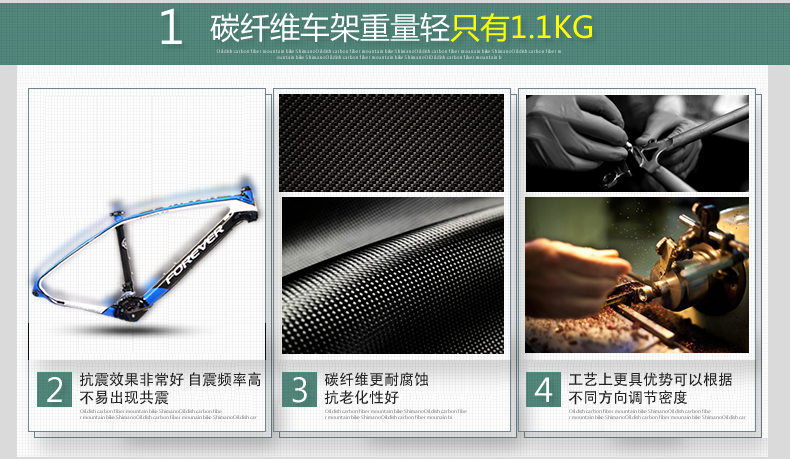 1 碳纤维车架重量轻只有1.1KG
FOREVER
2 抗震效果非常好 自震频率高
不易出现共震
3 碳纤维更耐腐蚀
抗老化性好
4 工艺上更具优势可以根据
不同方向调节密度